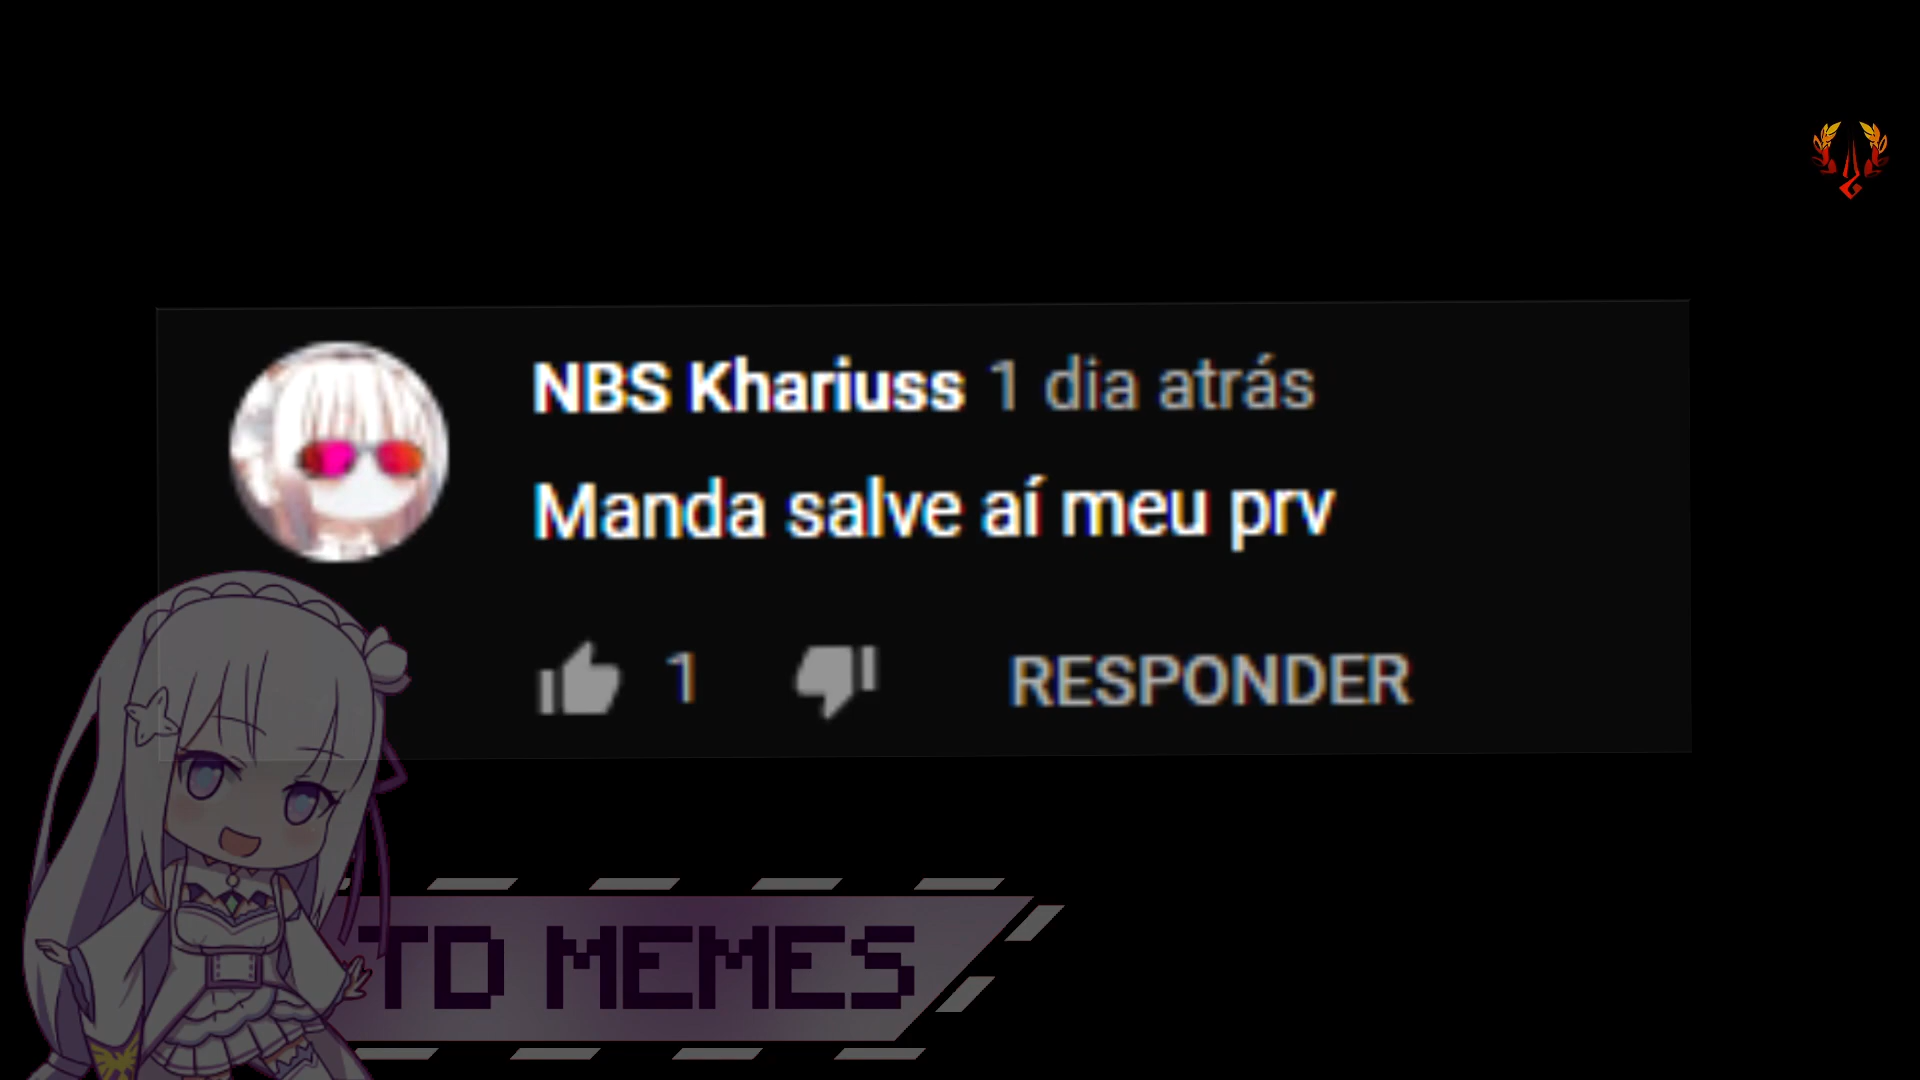 NBS Khariuss 1 dia atrás
Manda salve aí meu prv
1 RESPONDER
TD MEMES